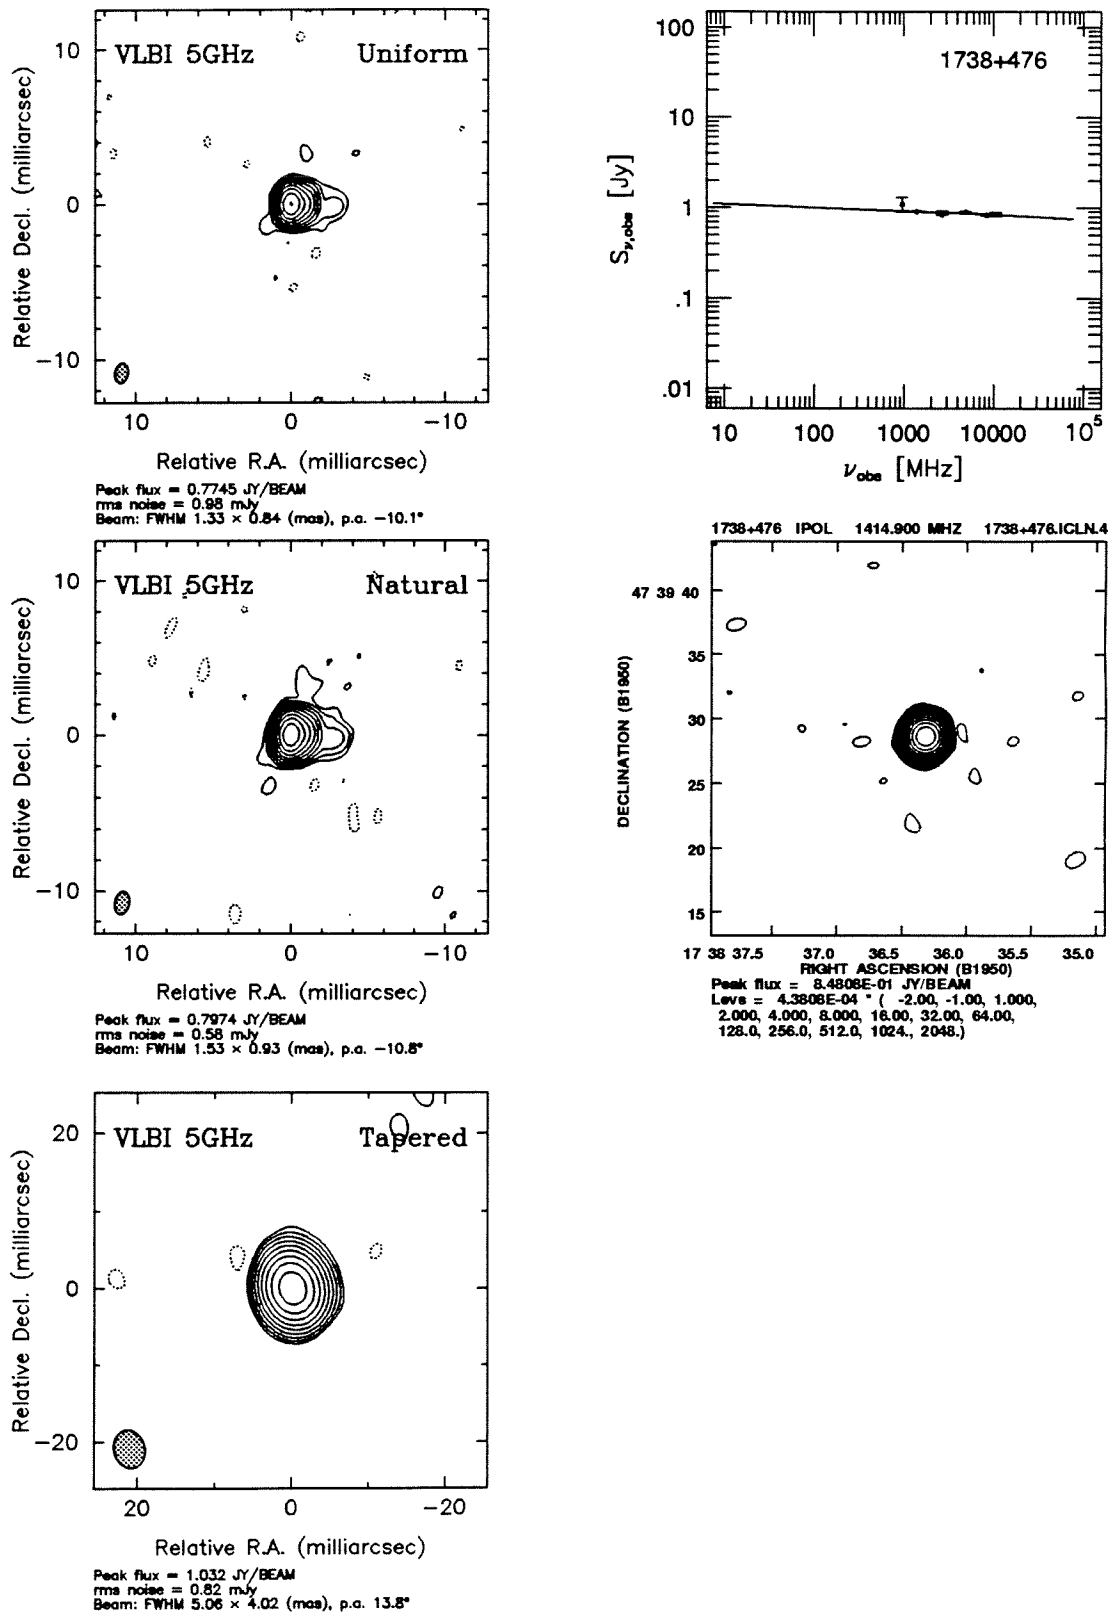 VLBI 5GHz Uniform
10
0
−10
Relative Decl. (milliarcsec)
10 0 −10
Relative R.A. (milliarcsec)
Peak flux = 0.7745 JY/BEAM
rms noise = 0.98 mJy
Beam: FWHM 1.33 × 0.84 (mas), p.a. −10.1°
1738+476
100
10
1
.1
.01
Sν,obs [Jy]
10 100 1000 10000 10^5
νobs [MHz]
VLBI 5GHz Natural
10
0
−10
Relative Decl. (milliarcsec)
10 0 −10
Relative R.A. (milliarcsec)
Peak flux = 0.7974 JY/BEAM
rms noise = 0.58 mJy
Beam: FWHM 1.53 × 0.93 (mas), p.a. −10.8°
1738+476 IPOL 1414.900 MHZ 1738+476.ICLN.4
47 39 40
35
30
25
20
15
DECLINATION (B1950)
17 38 37.5 37.0 36.5 36.0 35.5 35.0
RIGHT ASCENSION (B1950)
Peak flux = 8.4808E-01 JY/BEAM
Levs = 4.3808E-04 * ( -2.00, -1.00, 1.000,
2.000, 4.000, 8.000, 16.00, 32.00, 64.00,
128.0, 256.0, 512.0, 1024., 2048.)
VLBI 5GHz Tapered
20
0
−20
Relative Decl. (milliarcsec)
20 0 −20
Relative R.A. (milliarcsec)
Peak flux = 1.032 JY/BEAM
rms noise = 0.82 mJy
Beam: FWHM 5.06 × 4.02 (mas), p.a. 13.8°